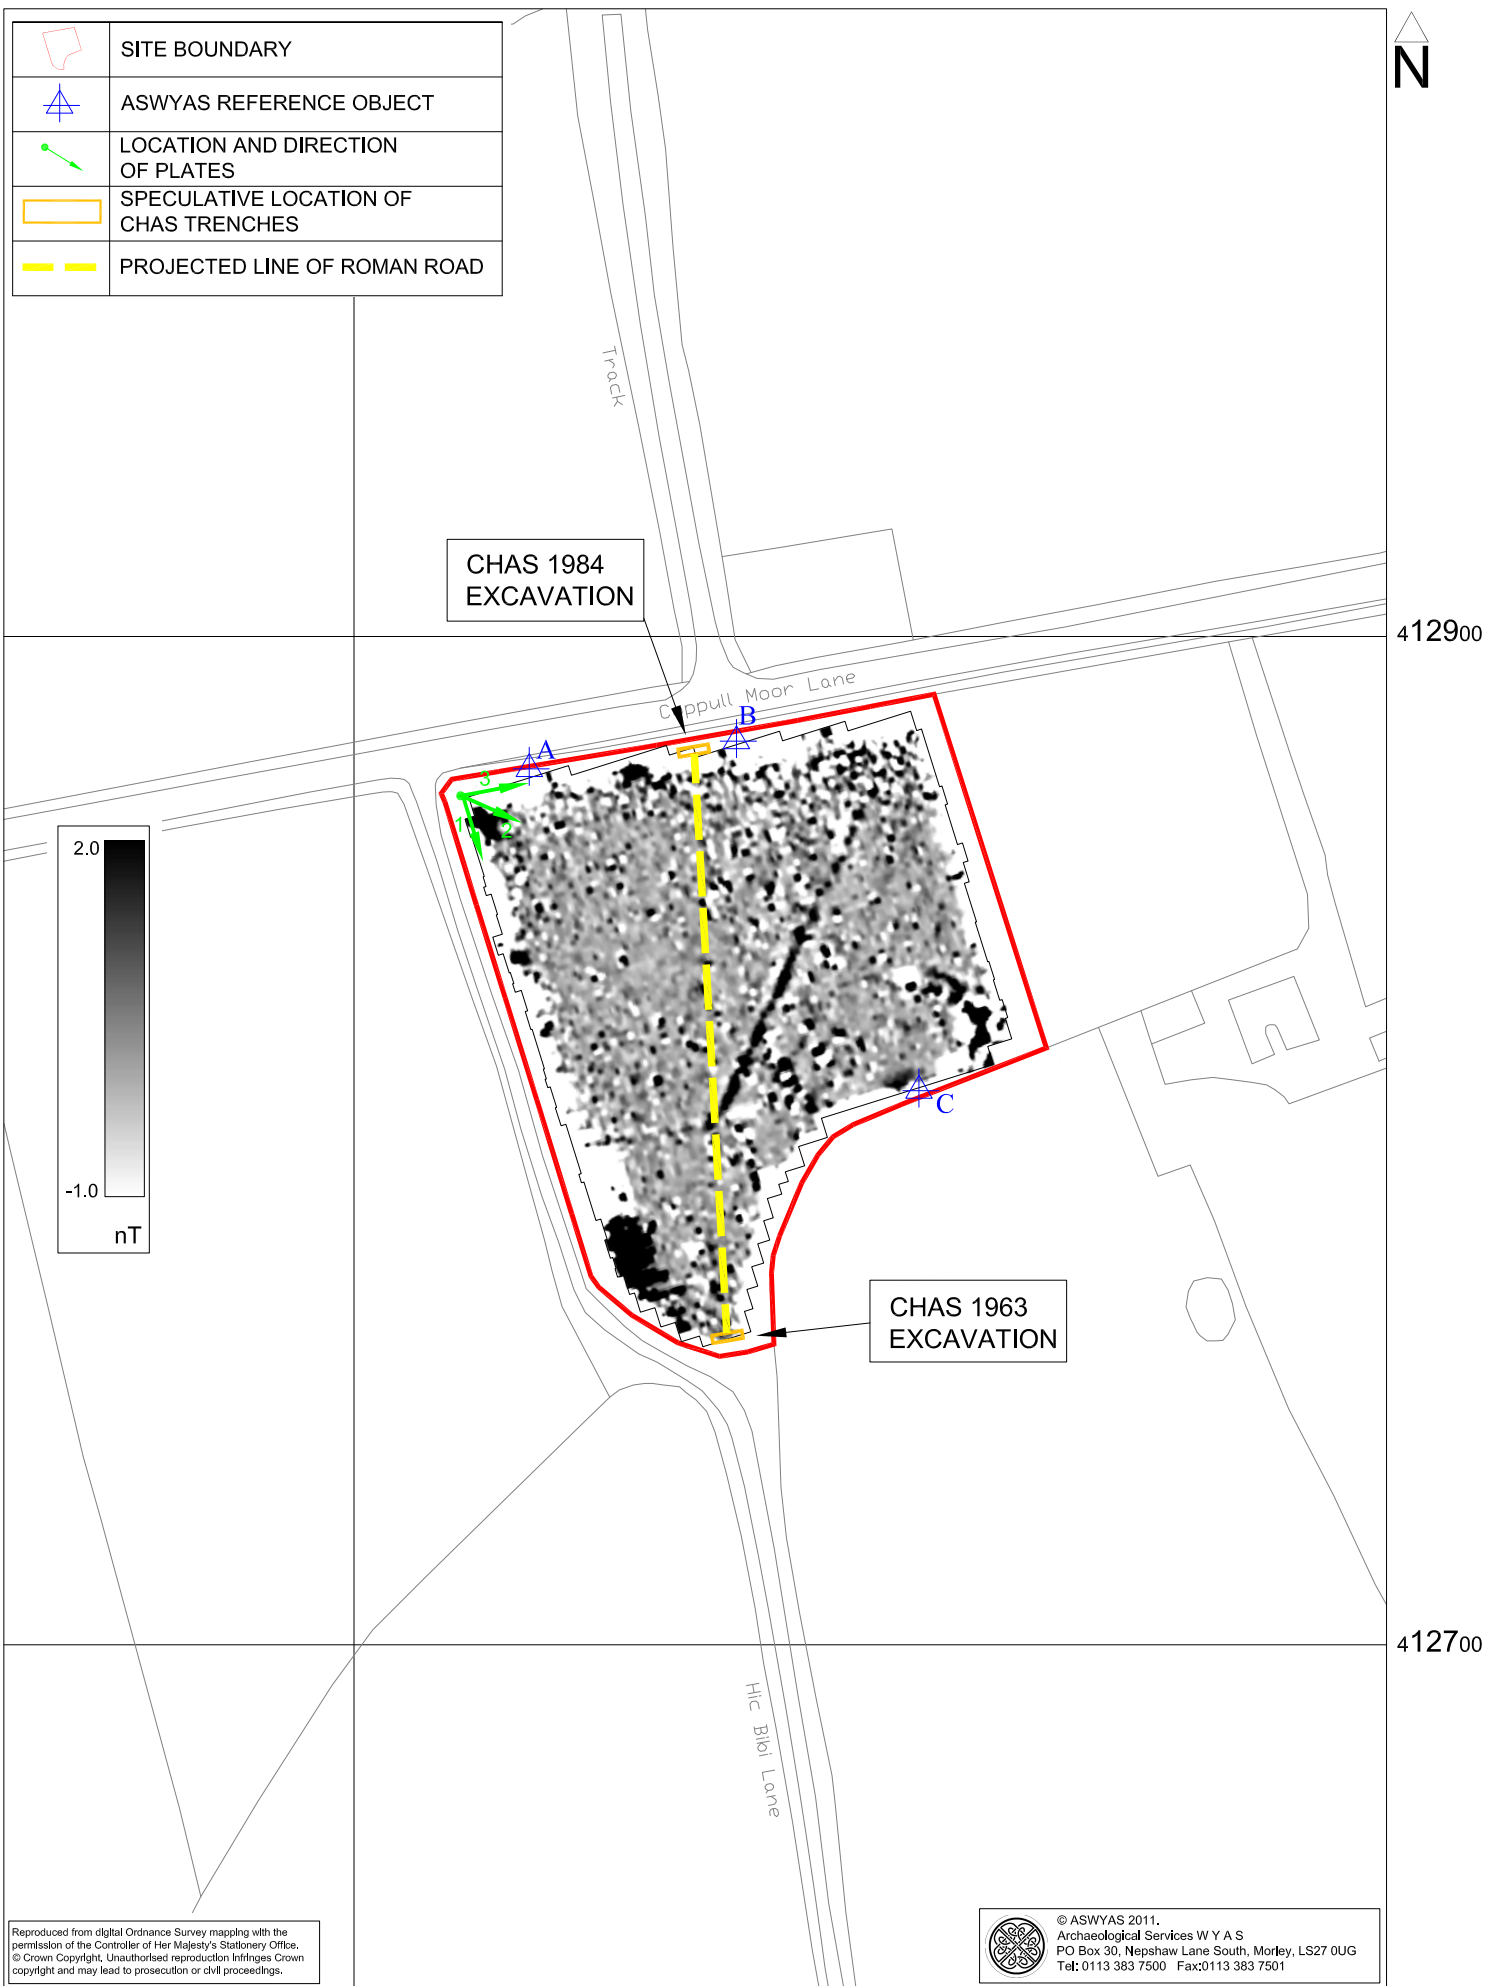 SITE BOUNDARY
ASWYAS REFERENCE OBJECT
LOCATION AND DIRECTION
OF PLATES
SPECULATIVE LOCATION OF
CHAS TRENCHES
PROJECTED LINE OF ROMAN ROAD
N
Track
CHAS 1984
EXCAVATION
412900
Coppull Moor Lane
B
A
3
1
2
2.0
-1.0
nT
C
CHAS 1963
EXCAVATION
412700
Hic Bibi Lane
Reproduced from digital Ordnance Survey mapping with the
permission of the Controller of Her Majesty's Stationery Office.
© Crown Copyright, Unauthorised reproduction infringes Crown
copyright and may lead to prosecution or civil proceedings.
© ASWYAS 2011.
Archaeological Services W Y A S
PO Box 30, Nepshaw Lane South, Morley, LS27 0UG
Tel: 0113 383 7500 Fax:0113 383 7501